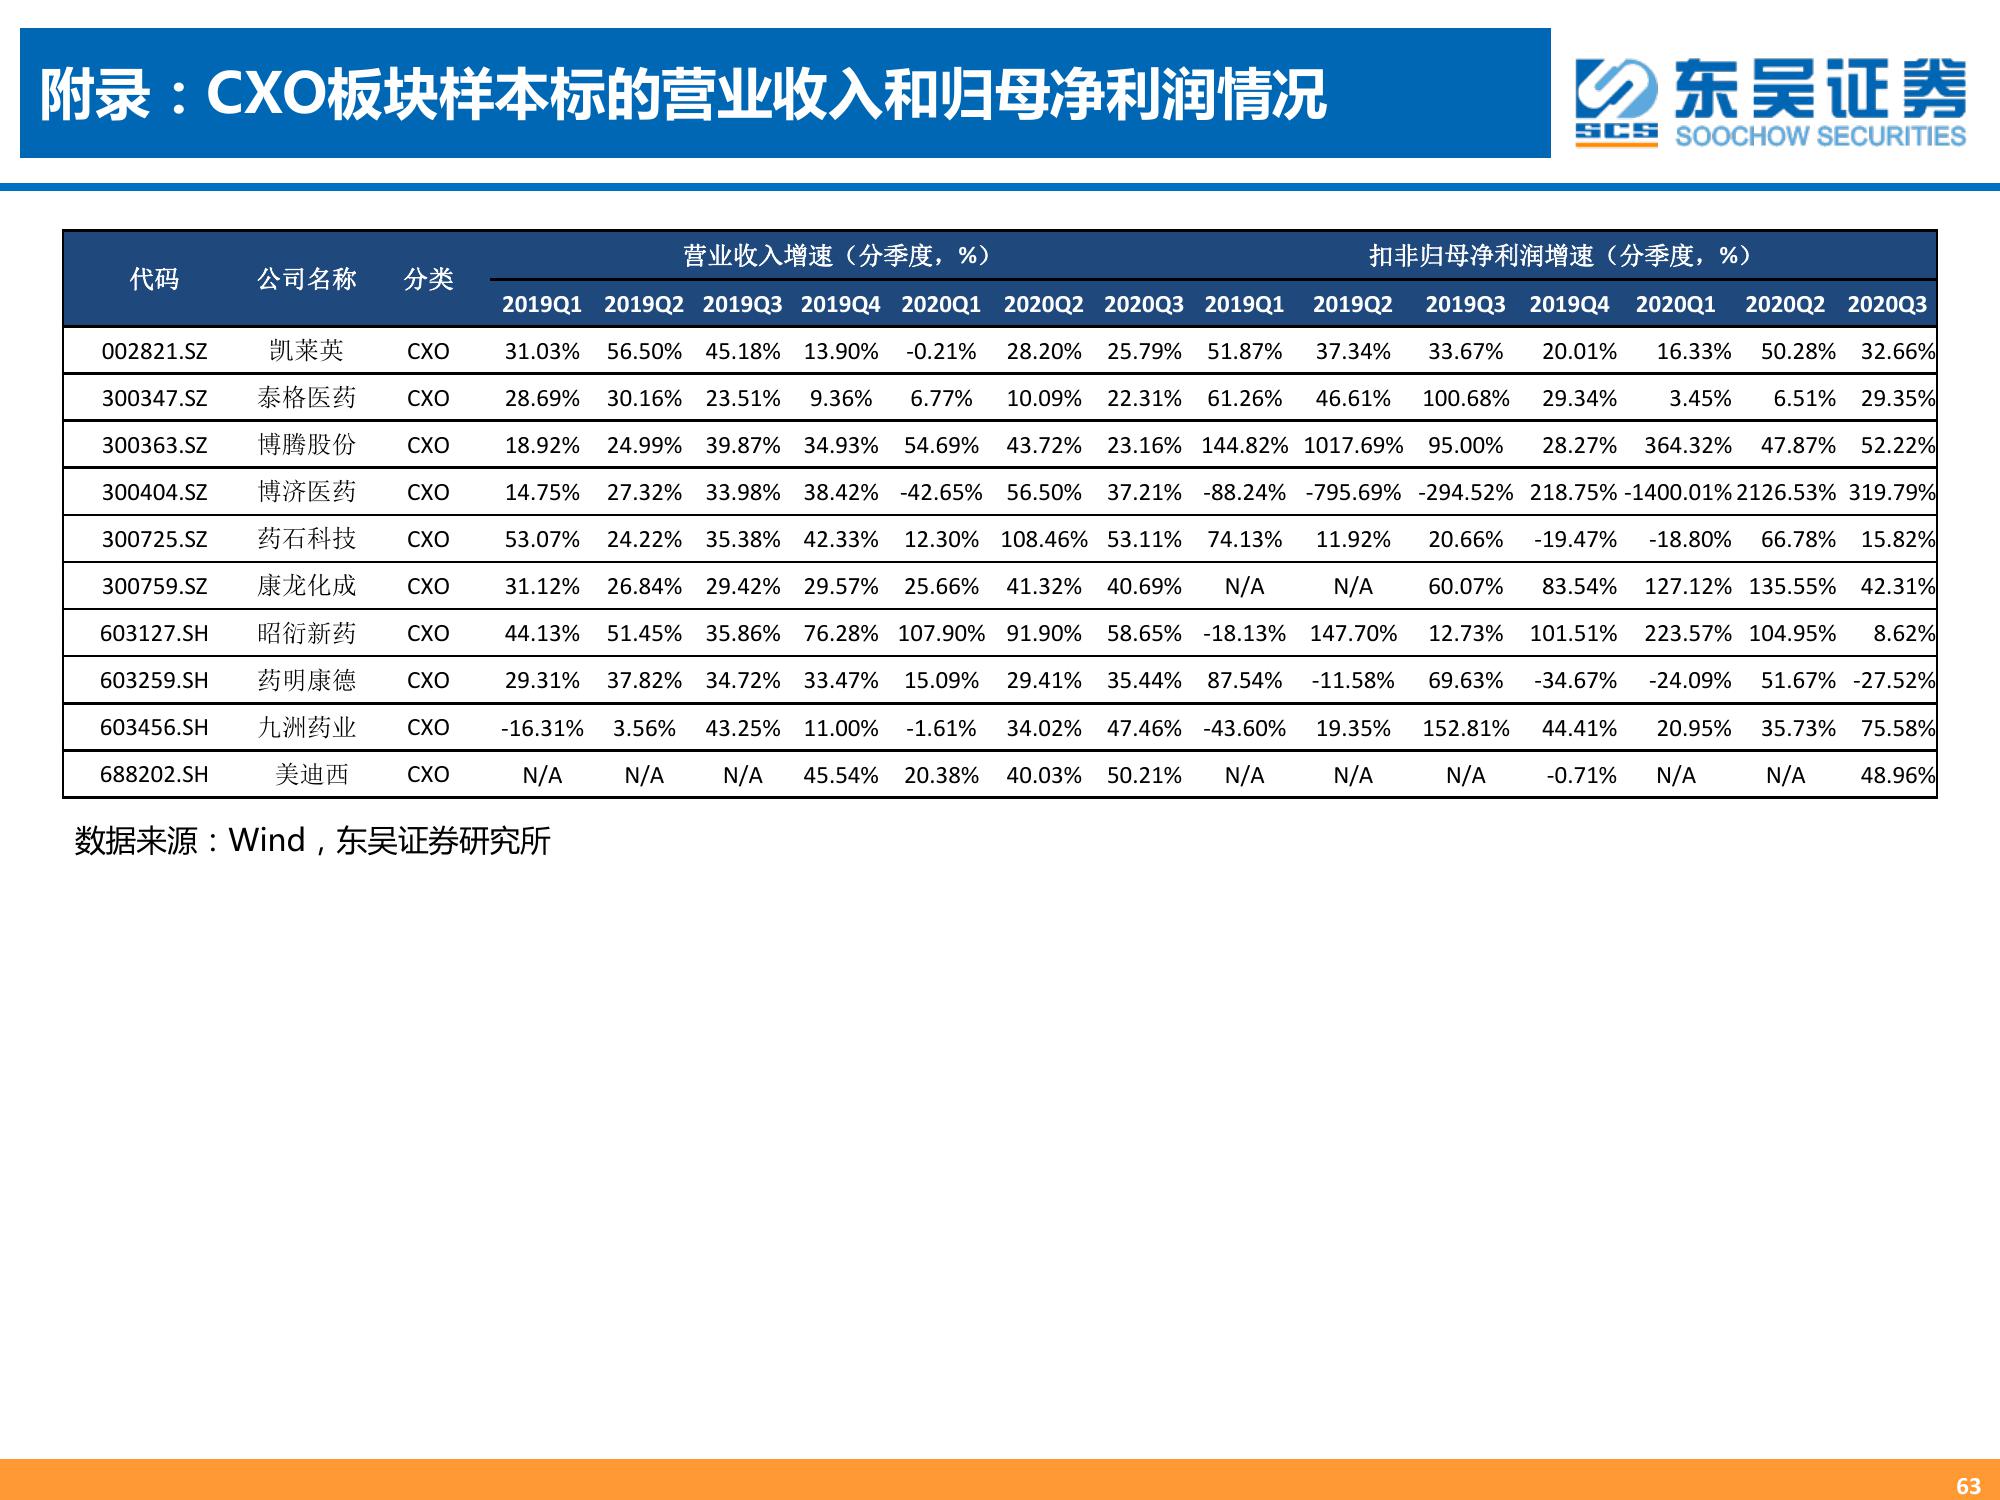 附录：CXO板块样本标的营业收入和归母净利润情况
东吴证券
SCS SOOCHOW SECURITIES
代码 公司名称 分类 营业收入增速（分季度，%） 扣非归母净利润增速（分季度，%）
2019Q1 2019Q2 2019Q3 2019Q4 2020Q1 2020Q2 2020Q3 2019Q1 2019Q2 2019Q3 2019Q4 2020Q1 2020Q2 2020Q3
002821.SZ 凯莱英 CXO 31.03% 56.50% 45.18% 13.90% -0.21% 28.20% 25.79% 51.87% 37.34% 33.67% 20.01% 16.33% 50.28% 32.66%
300347.SZ 泰格医药 CXO 28.69% 30.16% 23.51% 9.36% 6.77% 10.09% 22.31% 61.26% 46.61% 100.68% 29.34% 3.45% 6.51% 29.35%
300363.SZ 博腾股份 CXO 18.92% 24.99% 39.87% 34.93% 54.69% 43.72% 23.16% 144.82% 1017.69% 95.00% 28.27% 364.32% 47.87% 52.22%
300404.SZ 博济医药 CXO 14.75% 27.32% 33.98% 38.42% -42.65% 56.50% 37.21% -88.24% -795.69% -294.52% 218.75% -1400.01% 2126.53% 319.79%
300725.SZ 药石科技 CXO 53.07% 24.22% 35.38% 42.33% 12.30% 108.46% 53.11% 74.13% 11.92% 20.66% -19.47% -18.80% 66.78% 15.82%
300759.SZ 康龙化成 CXO 31.12% 26.84% 29.42% 29.57% 25.66% 41.32% 40.69% N/A N/A 60.07% 83.54% 127.12% 135.55% 42.31%
603127.SH 昭衍新药 CXO 44.13% 51.45% 35.86% 76.28% 107.90% 91.90% 58.65% -18.13% 147.70% 12.73% 101.51% 223.57% 104.95% 8.62%
603259.SH 药明康德 CXO 29.31% 37.82% 34.72% 33.47% 15.09% 29.41% 35.44% 87.54% -11.58% 69.63% -34.67% -24.09% 51.67% -27.52%
603456.SH 九洲药业 CXO -16.31% 3.56% 43.25% 11.00% -1.61% 34.02% 47.46% -43.60% 19.35% 152.81% 44.41% 20.95% 35.73% 75.58%
688202.SH 美迪西 CXO N/A N/A N/A 45.54% 20.38% 40.03% 50.21% N/A N/A N/A -0.71% N/A N/A 48.96%
数据来源：Wind，东吴证券研究所
63